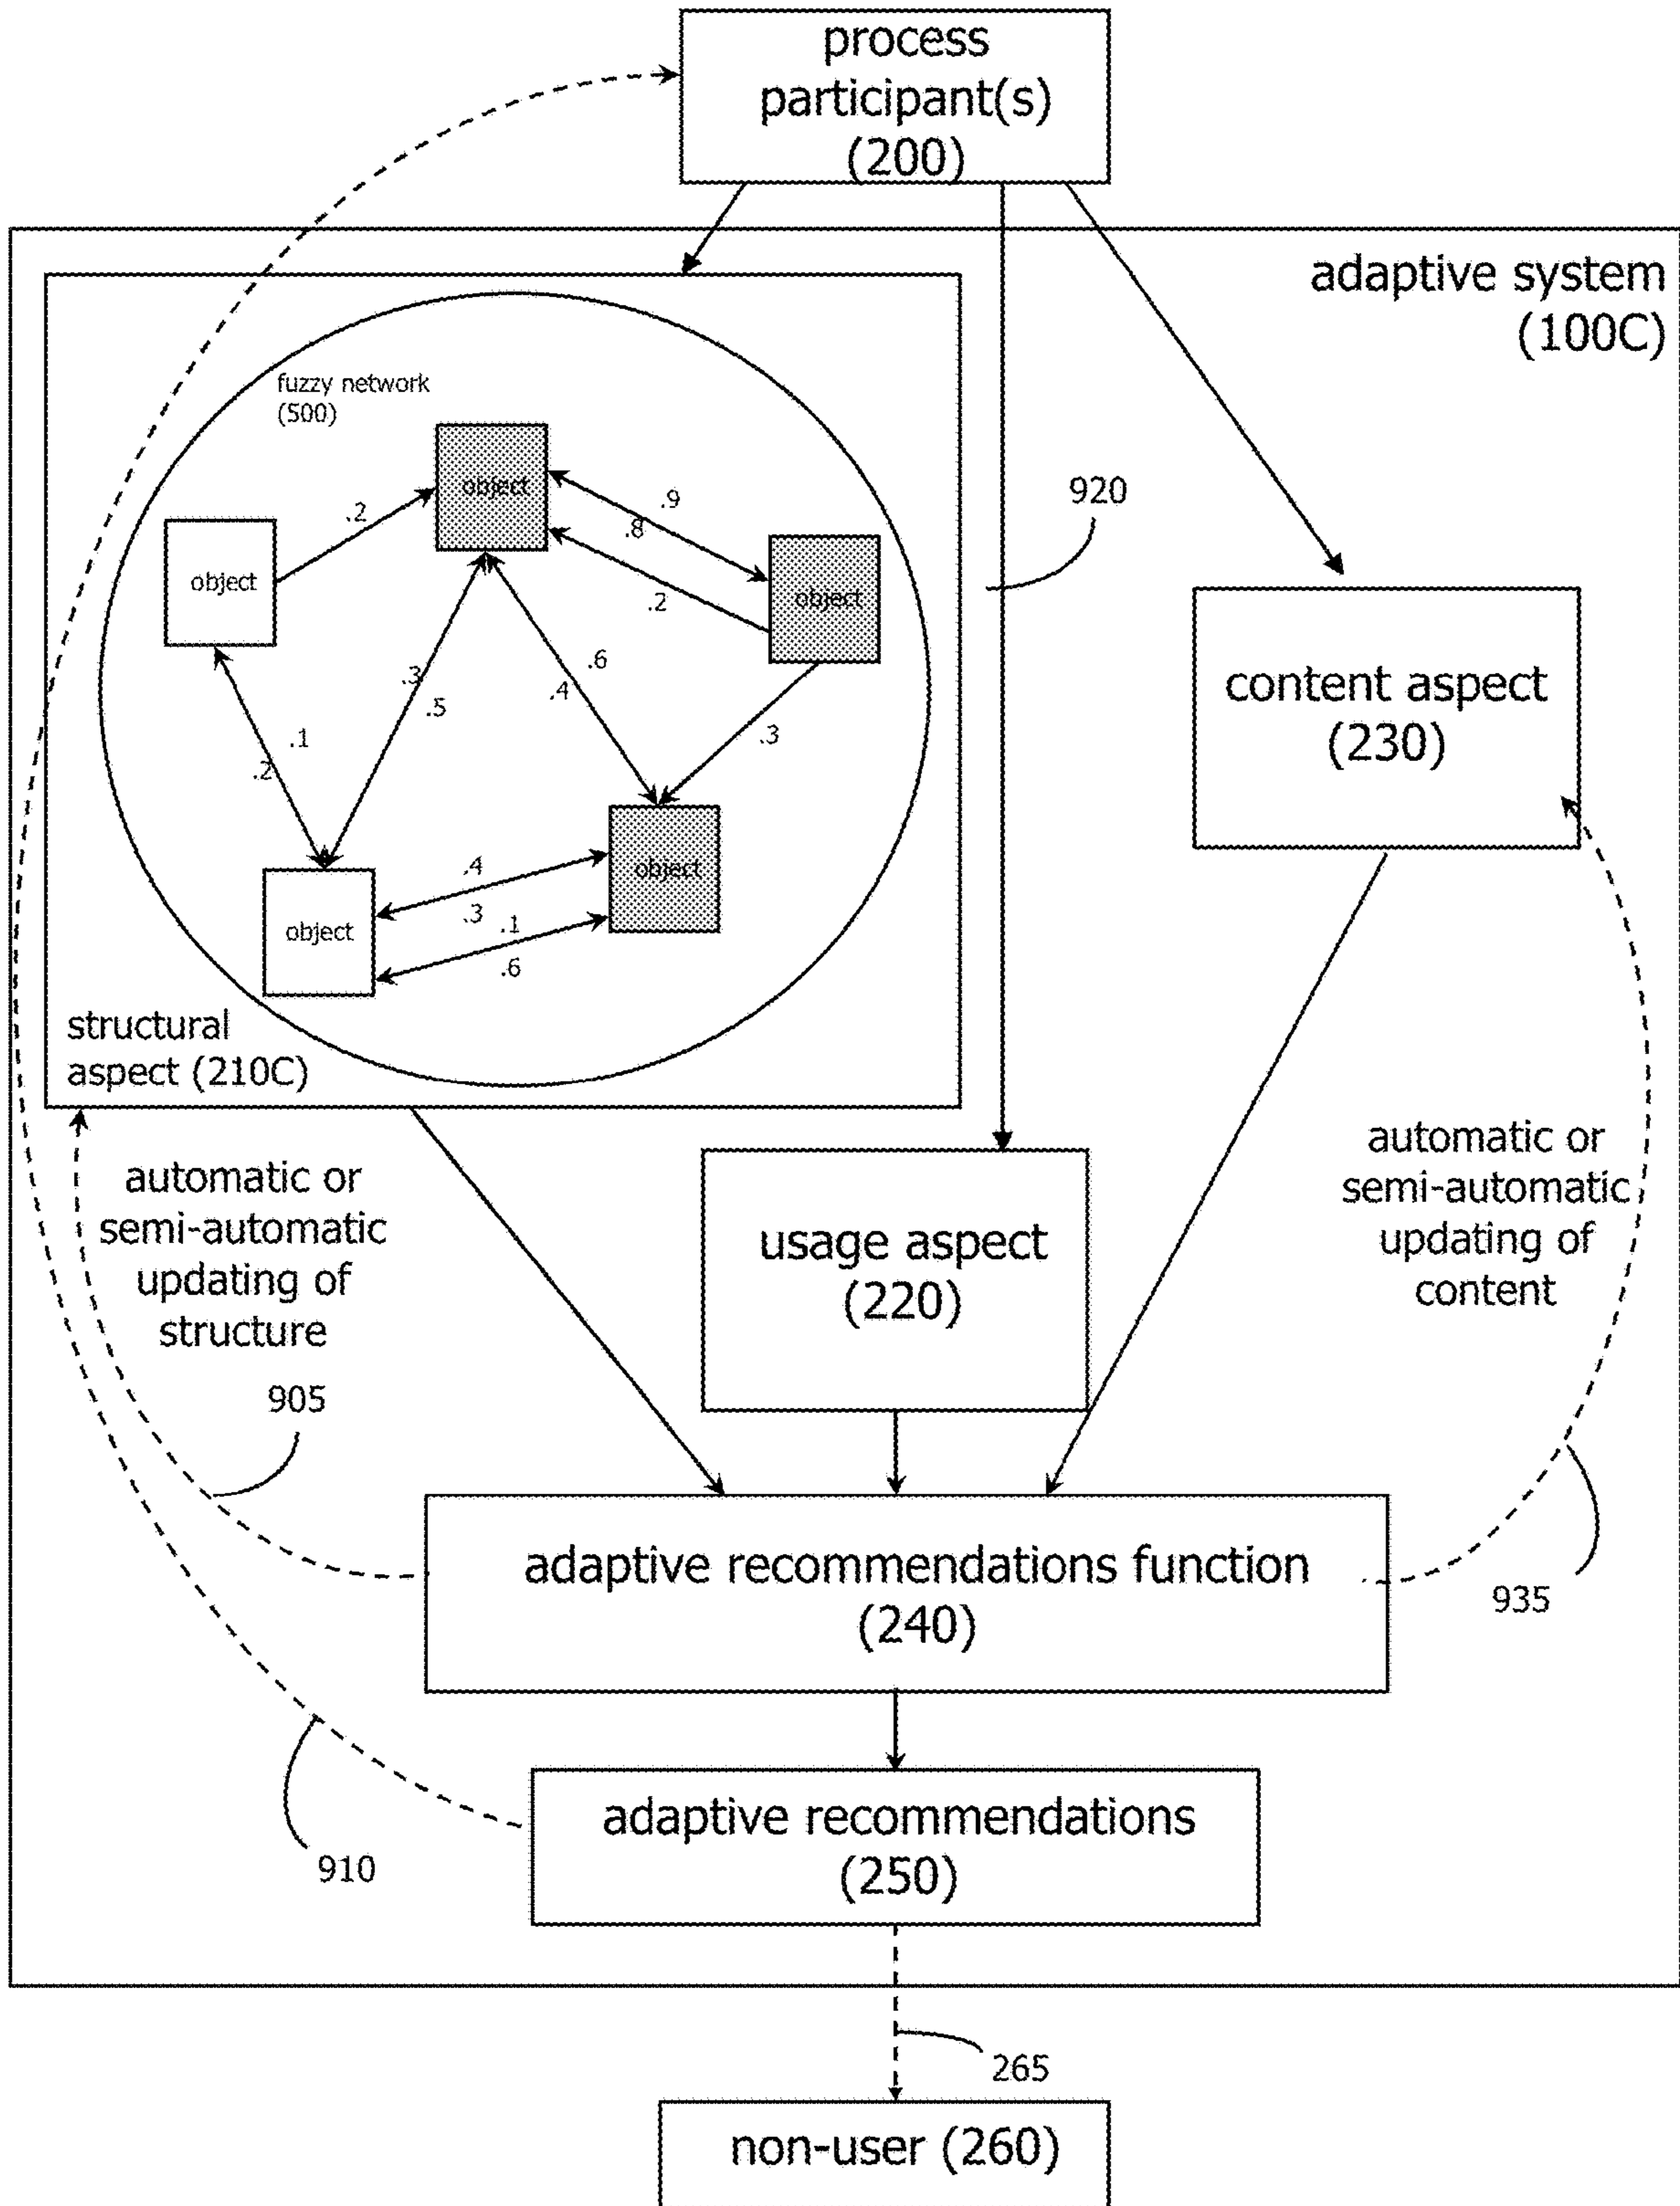 process
participant(s)
(200)
adaptive system
(100C)
fuzzy network
(500)
object
.9
.2
.8
920
object
object
.2
.6
.3
.4
content aspect
.5
(230)
.3
.1
.2
.4
object
.3
.1
object
.6
structural
aspect (210C)
automatic or
semi-automatic
updating of
structure
automatic or
semi-automatic
updating of
content
usage aspect
(220)
905
adaptive recommendations function
(240)
935
adaptive recommendations
(250)
910
265
non-user (260)